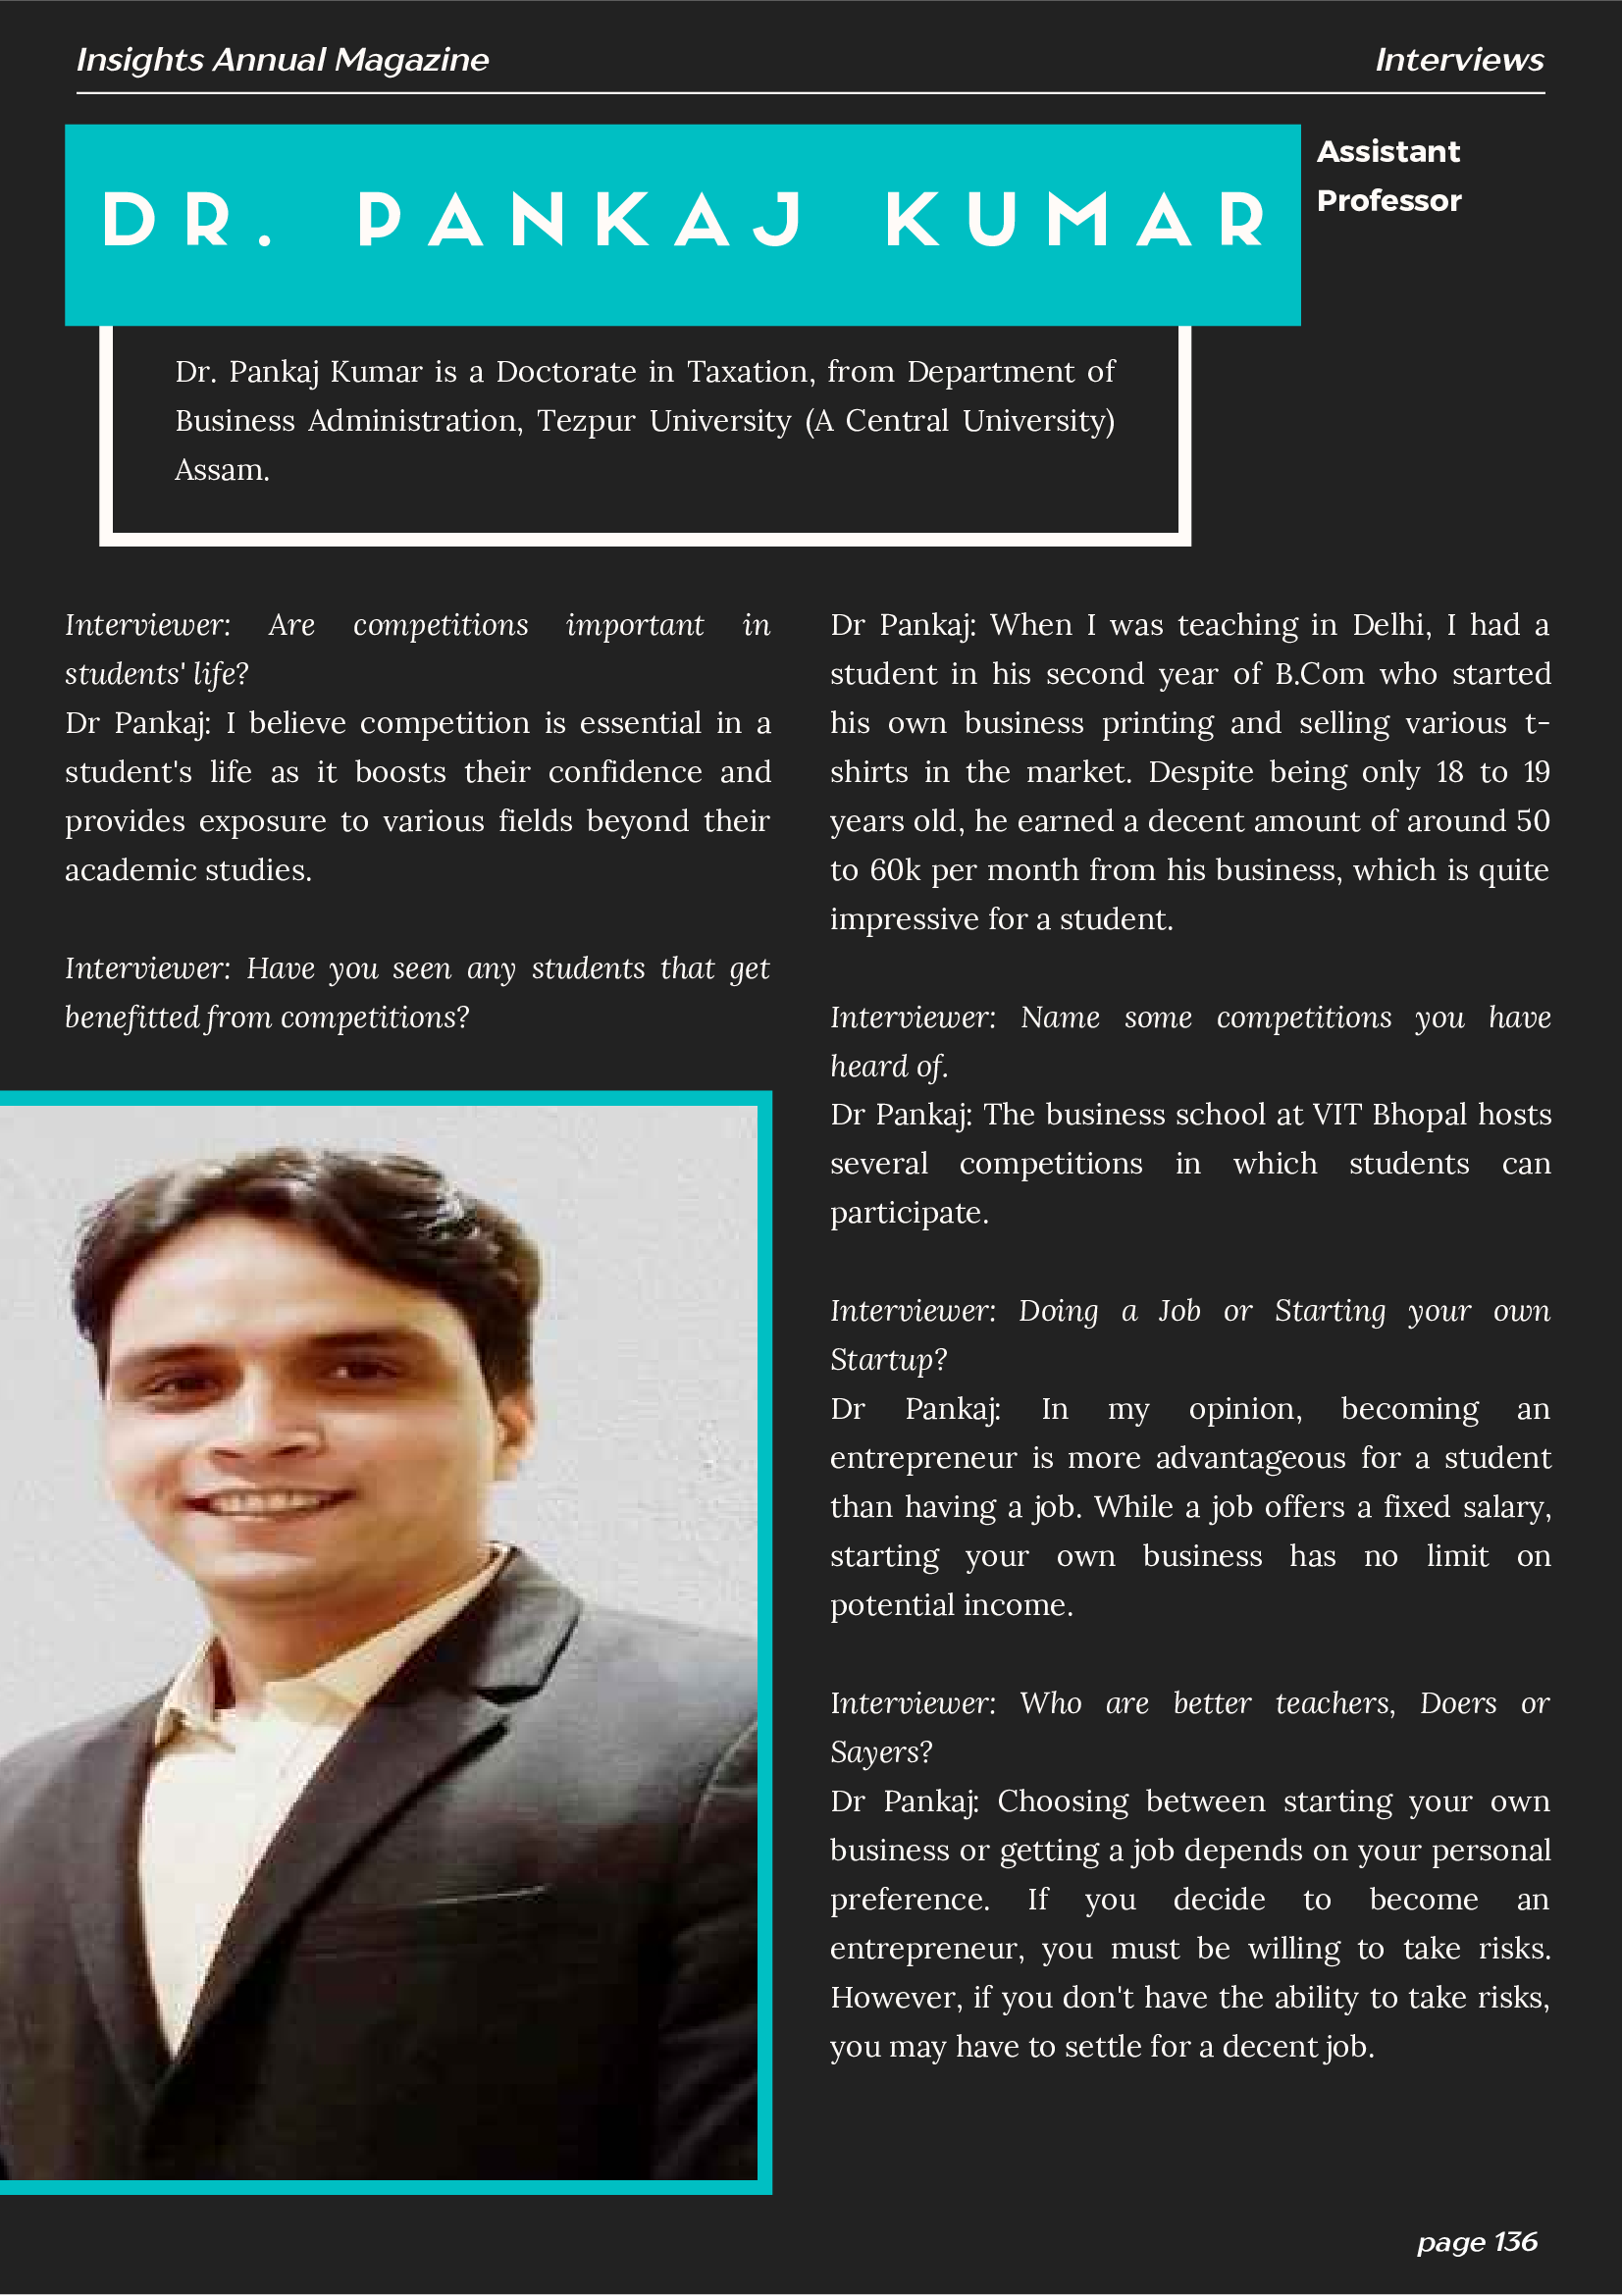 Insights Annual Magazine
Interviews
DR. PANKAJ KUMAR
Assistant
Professor
Dr. Pankaj Kumar is a Doctorate in Taxation, from Department of
Business Administration, Tezpur University (A Central University)
Assam.
Interviewer: Are competitions important in
students' life?
Dr Pankaj: I believe competition is essential in a
student's life as it boosts their confidence and
provides exposure to various fields beyond their
academic studies.
Interviewer: Have you seen any students that get
benefitted from competitions?
Dr Pankaj: When I was teaching in Delhi, I had a
student in his second year of B.Com who started
his own business printing and selling various t-
shirts in the market. Despite being only 18 to 19
years old, he earned a decent amount of around 50
to 60k per month from his business, which is quite
impressive for a student.
Interviewer: Name some competitions you have
heard of.
Dr Pankaj: The business school at VIT Bhopal hosts
several competitions in which students can
participate.
Interviewer: Doing a Job or Starting your own
Startup?
Dr Pankaj: In my opinion, becoming an
entrepreneur is more advantageous for a student
than having a job. While a job offers a fixed salary,
starting your own business has no limit on
potential income.
Interviewer: Who are better teachers, Doers or
Sayers?
Dr Pankaj: Choosing between starting your own
business or getting a job depends on your personal
preference. If you decide to become an
entrepreneur, you must be willing to take risks.
However, if you don't have the ability to take risks,
you may have to settle for a decent job.
page 136